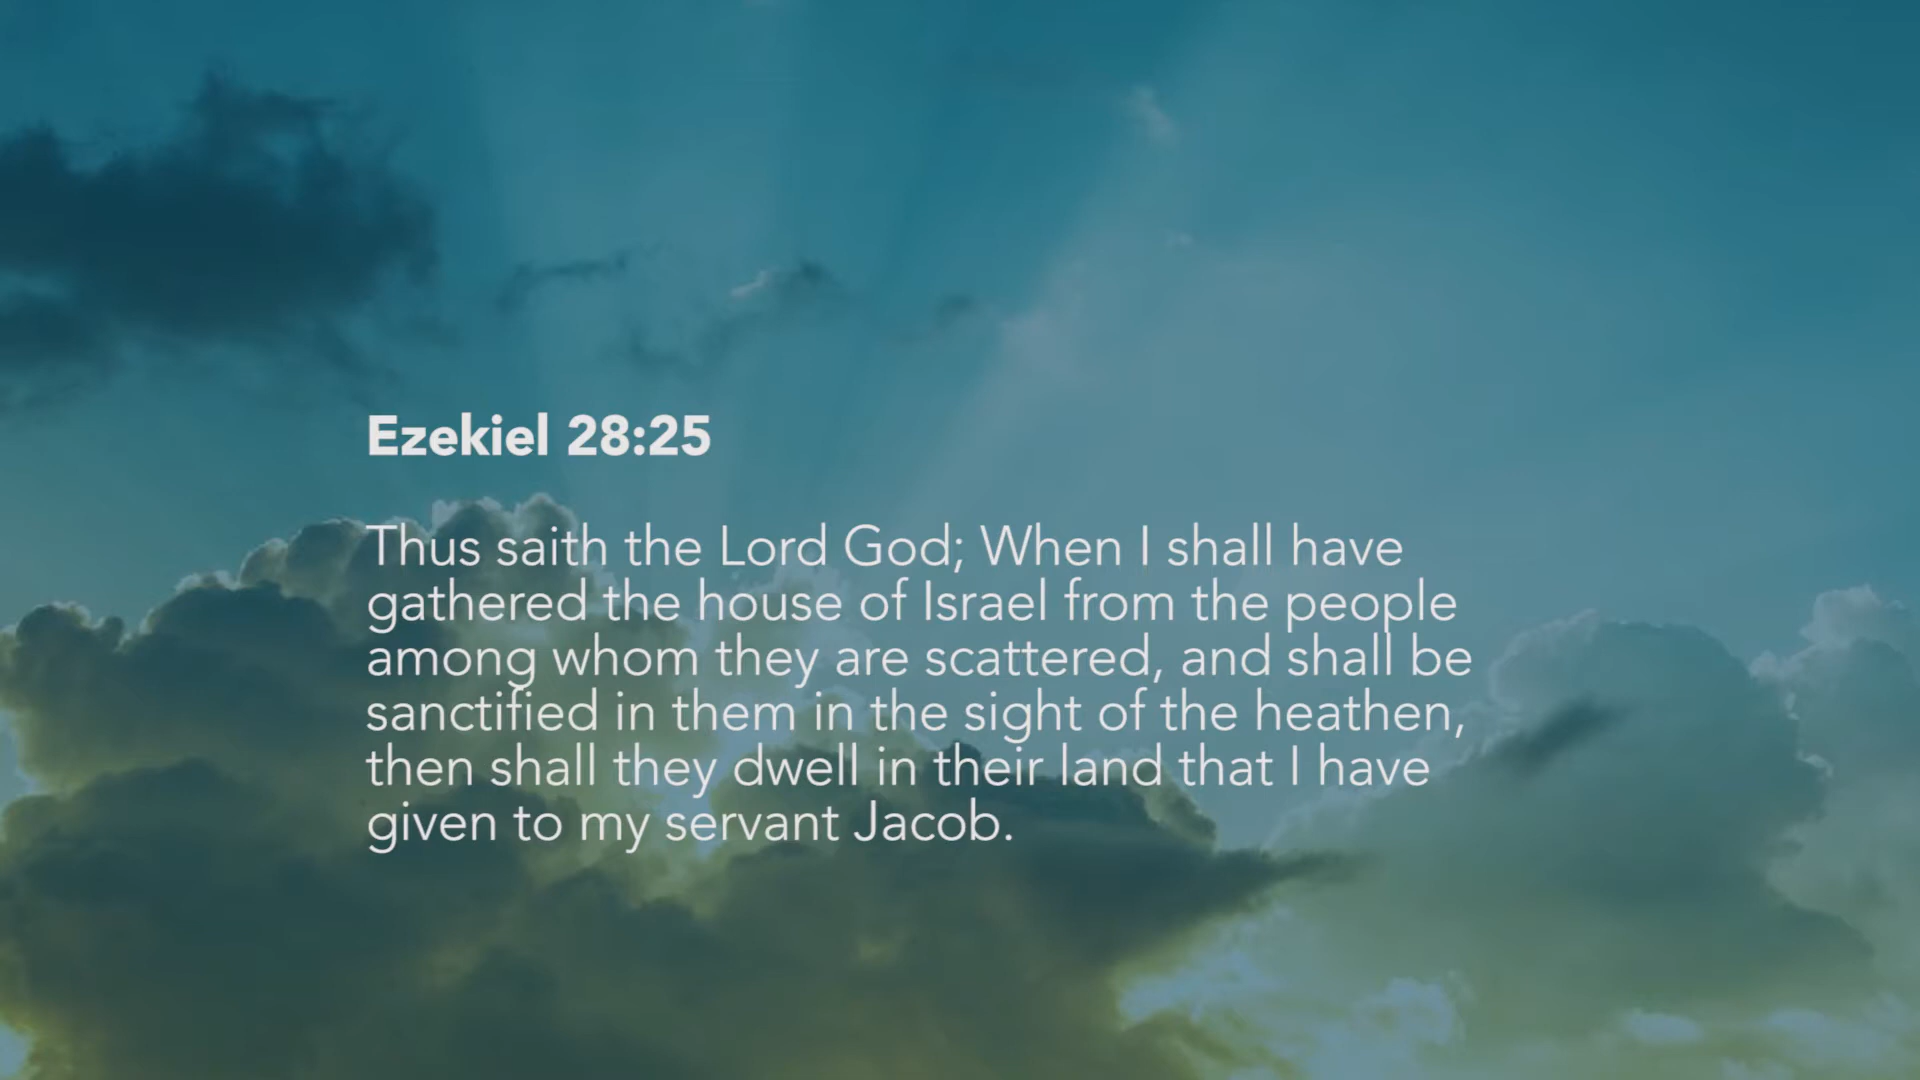 Ezekiel 28:25
Thus saith the Lord God; When I shall have
gathered the house of Israel from the people
among whom they are scattered, and shall be
sanctified in them in the sight of the heathen,
then shall they dwell in their land that I have
given to my servant Jacob.